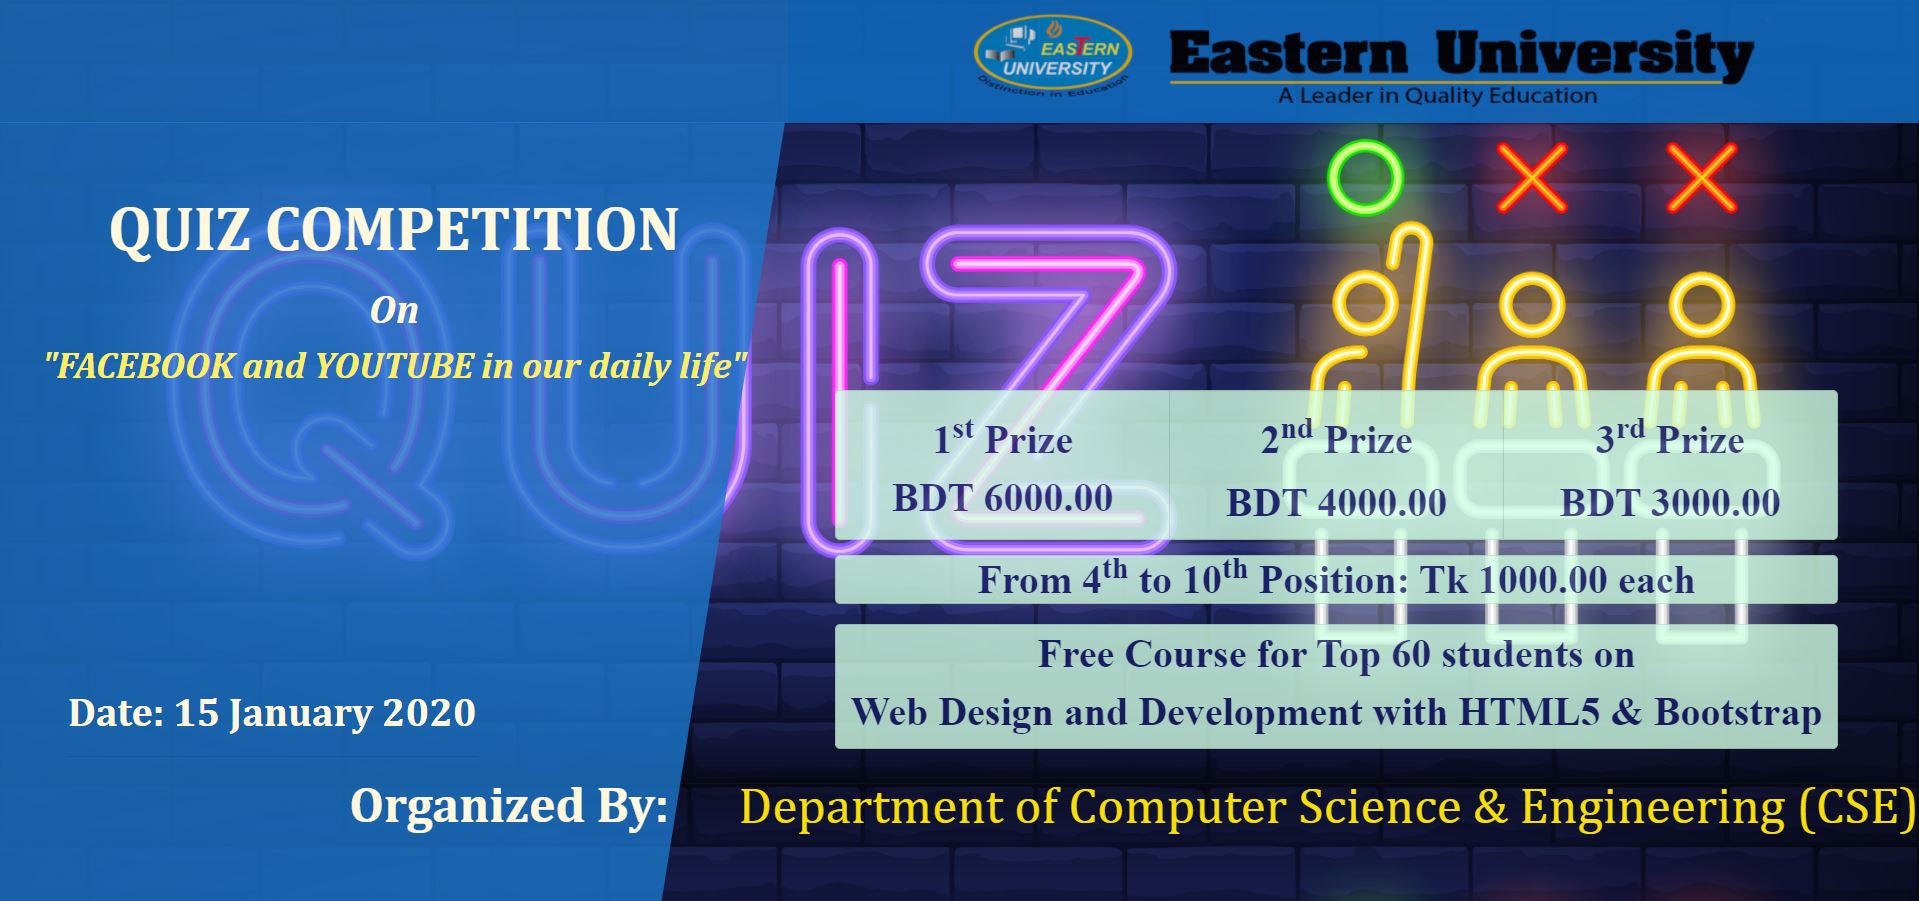 EASTERN
UNIVERSITY
Distinction in Education
Eastern University
A Leader in Quality Education
QUIZ
QUIZ COMPETITION
On
"FACEBOOK and YOUTUBE in our daily life"
1st Prize
BDT 6000.00
2nd Prize
BDT 4000.00
3rd Prize
BDT 3000.00
From 4th to 10th Position: Tk 1000.00 each
Free Course for Top 60 students on
Web Design and Development with HTML5 & Bootstrap
Date: 15 January 2020
Organized By: Department of Computer Science & Engineering (CSE)